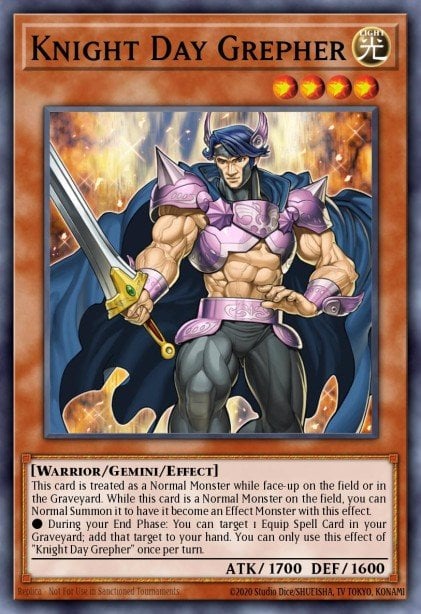 KNIGHT DAY GREPHER
LIGHT
光
[WARRIOR/GEMINI/EFFECT]
This card is treated as a Normal Monster while face-up on the field or in
the Graveyard. While this card is a Normal Monster on the field, you can
Normal Summon it to have it become an Effect Monster with this effect.
● During your End Phase: You can target 1 Equip Spell Card in your
Graveyard; add that target to your hand. You can only use this effect of
"Knight Day Grepher" once per turn.
ATK/ 1700 DEF/1600
Replica - Not For Use in Sanctioned Tournaments
©2020 Studio Dice/SHUEISHA, TV TOKYO, KONAMI